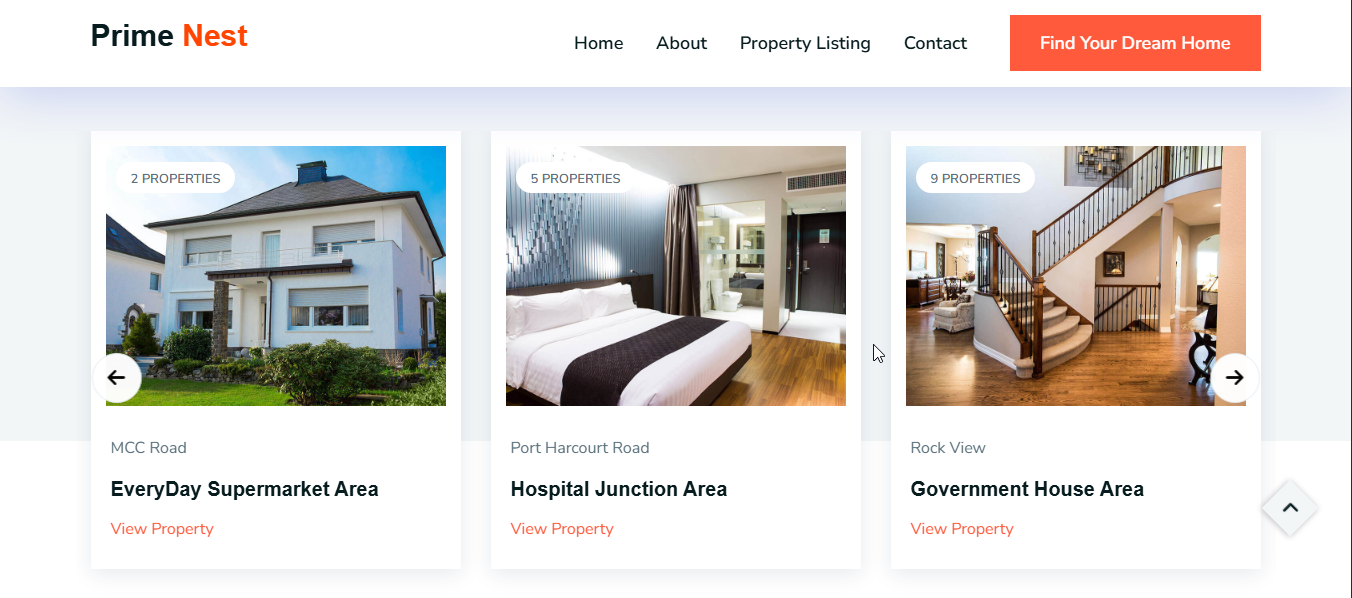 Prime Nest
Home About Property Listing Contact Find Your Dream Home
2 PROPERTIES
MCC Road
EveryDay Supermarket Area
View Property
5 PROPERTIES
Port Harcourt Road
Hospital Junction Area
View Property
9 PROPERTIES
Rock View
Government House Area
View Property